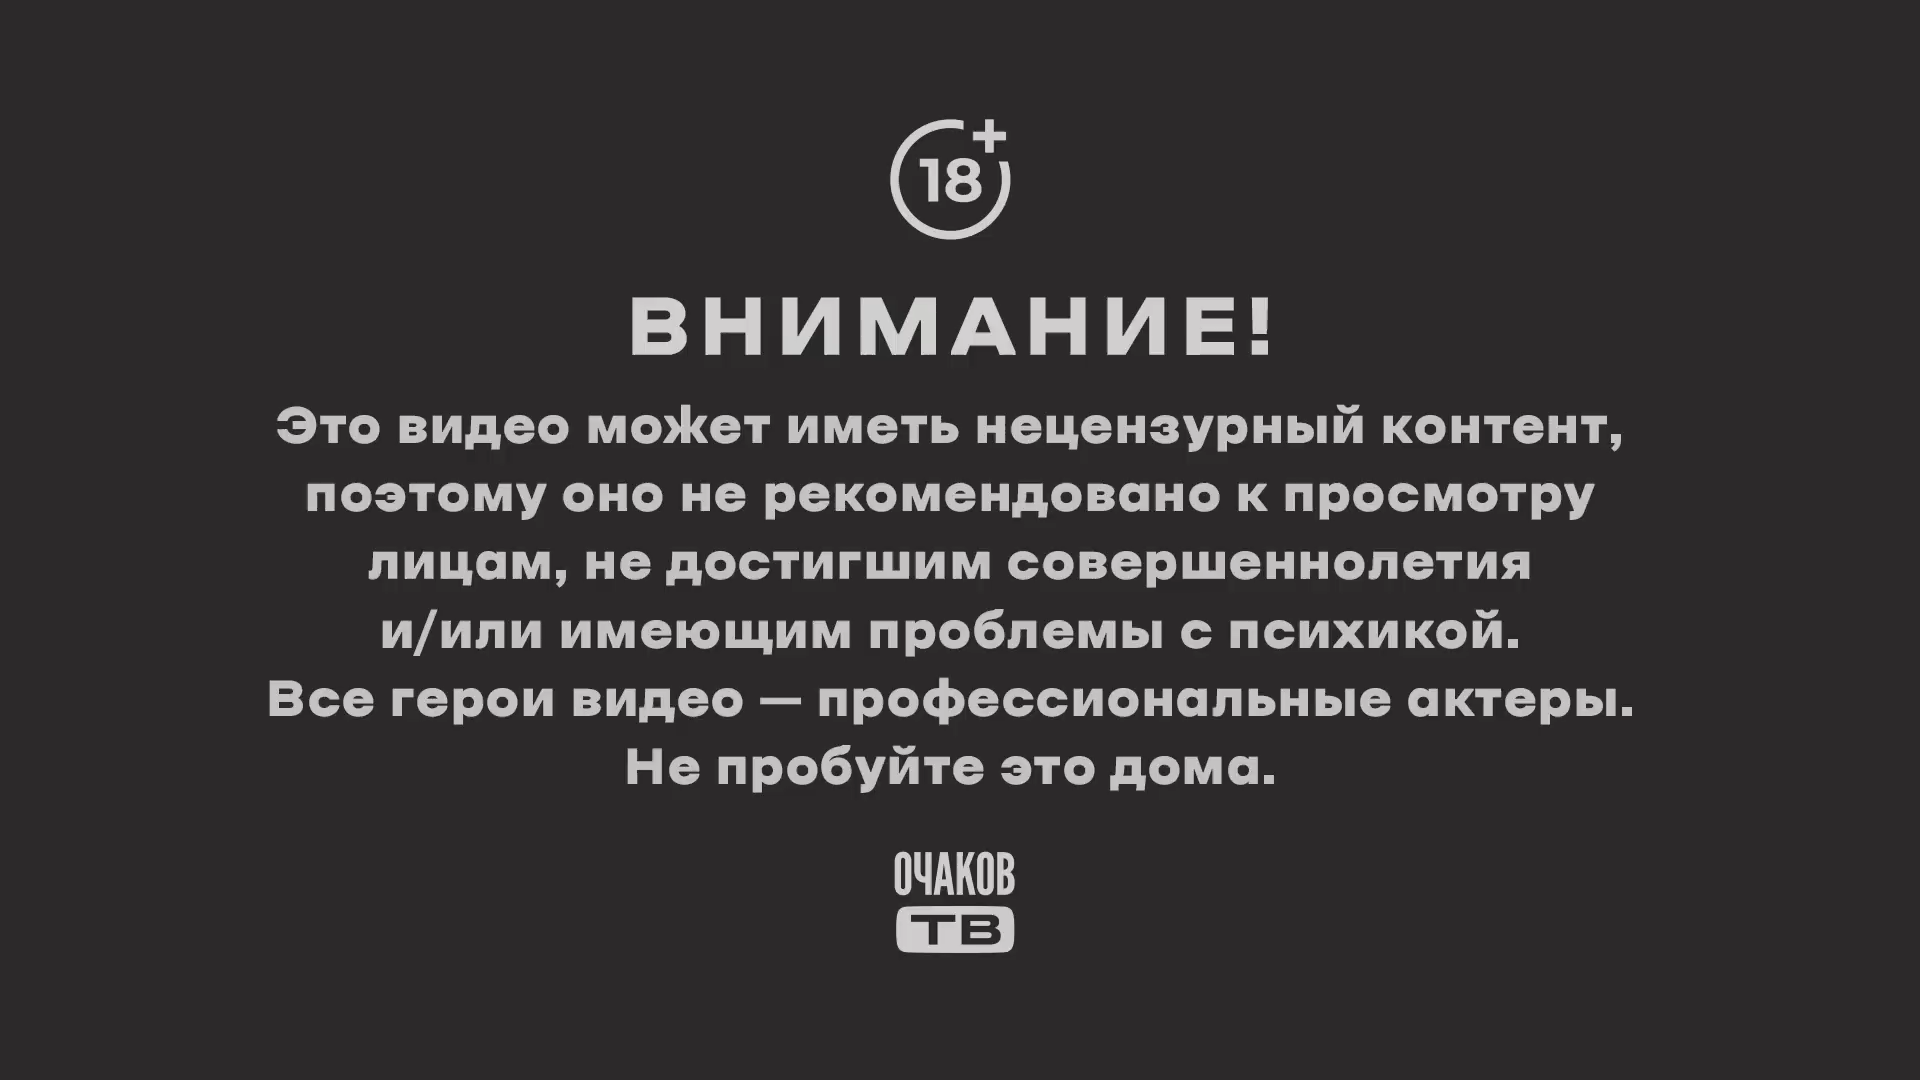 18+
ВНИМАНИЕ!
Это видео может иметь нецензурный контент,
поэтому оно не рекомендовано к просмотру
лицам, не достигшим совершеннолетия
и/или имеющим проблемы с психикой.
Все герои видео — профессиональные актеры.
Не пробуйте это дома.
ОЧАКОВ
ТВ